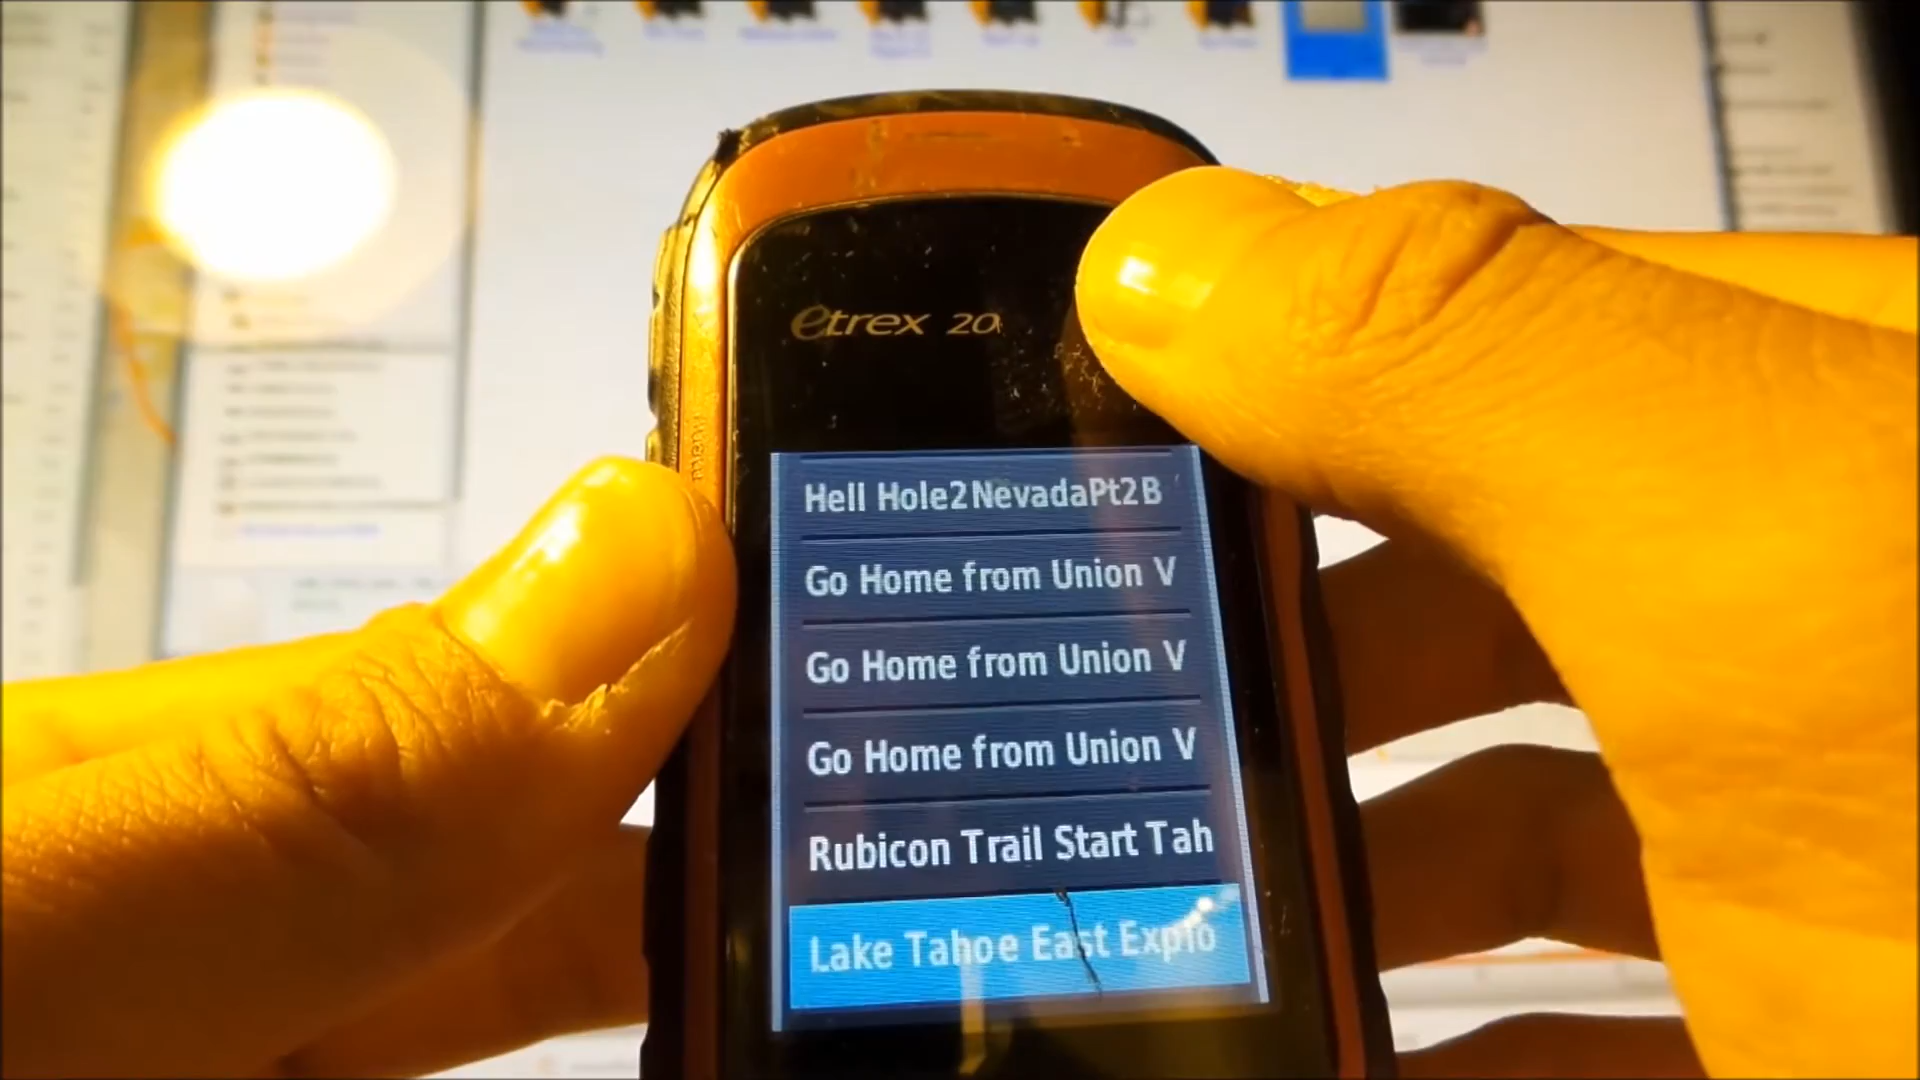 etrex 20
menu
Hell Hole2NevadaPt2B
Go Home from Union V
Go Home from Union V
Go Home from Union V
Rubicon Trail Start Tah
Lake Tahoe East Explo